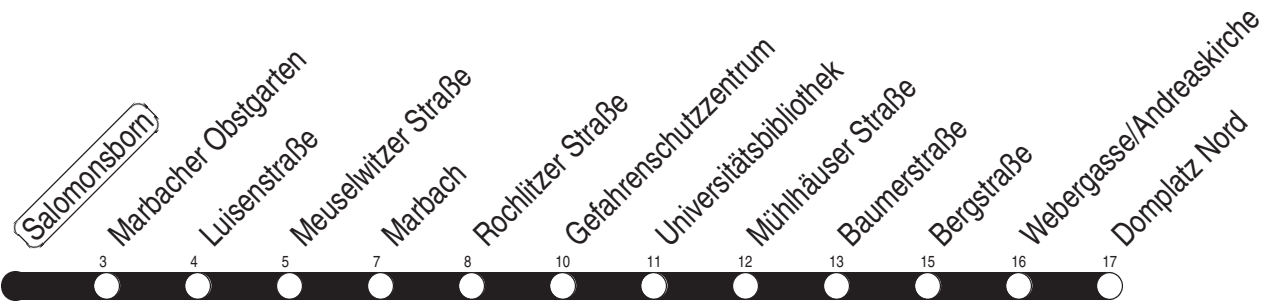 Salomonsborn
Marbacher Obstgarten
Luisenstraße
Meuselwitzer Straße
Marbach
Rochlitzer Straße
Gefahrenschutzzentrum
Universitätsbibliothek
Mühlhäuser Straße
Baumerstraße
Bergstraße
Webergasse/Andreaskirche
Domplatz Nord
3 4 5 7 8 10 11 12 13 15 16 17